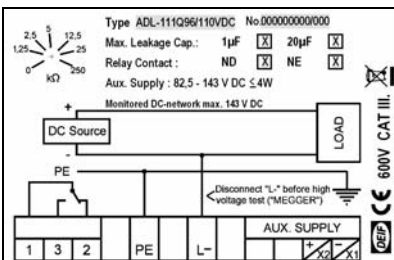 Type ADL-111Q96/110VDC No.000000000/000
Max. Leakage Cap.: 1µF X 20µF X
Relay Contact : ND X NE X
Aux. Supply : 82,5 - 143 V DC ≤4W
Monitored DC-network max. 143 V DC
0 1,25 2,5 5 12,5 25 250
kΩ
+
DC Source
-
LOAD
PE
Disconnect "L-" before high
voltage test ("MEGGER")
AUX. SUPPLY
1 3 2 PE L- + X2 - X1
600V CAT III.
CE
DEIF